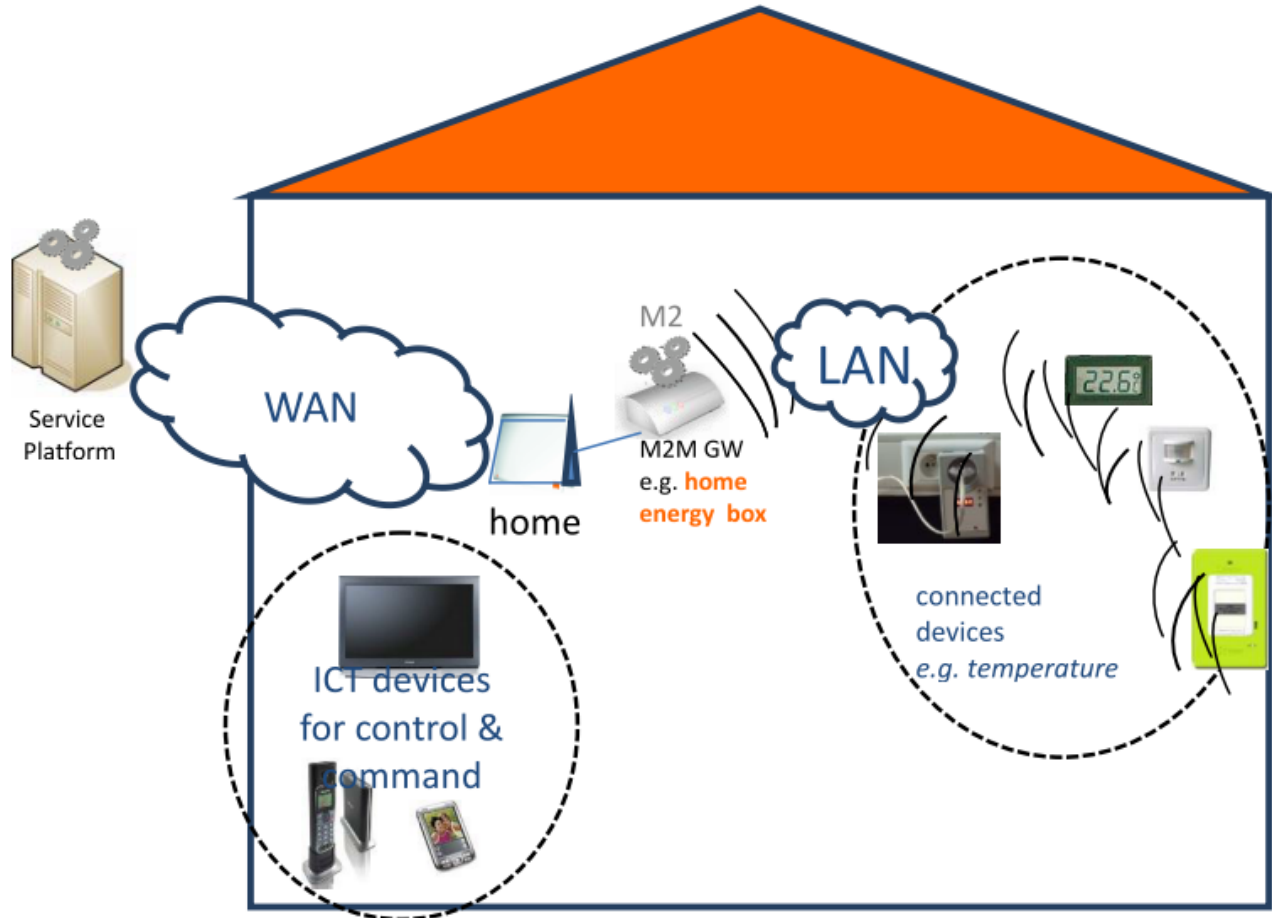 Service
Platform
WAN
home
M2
M2M GW
e.g. home
energy box
LAN
22.6°c
connected
devices
e.g. temperature
ICT devices
for control &
command